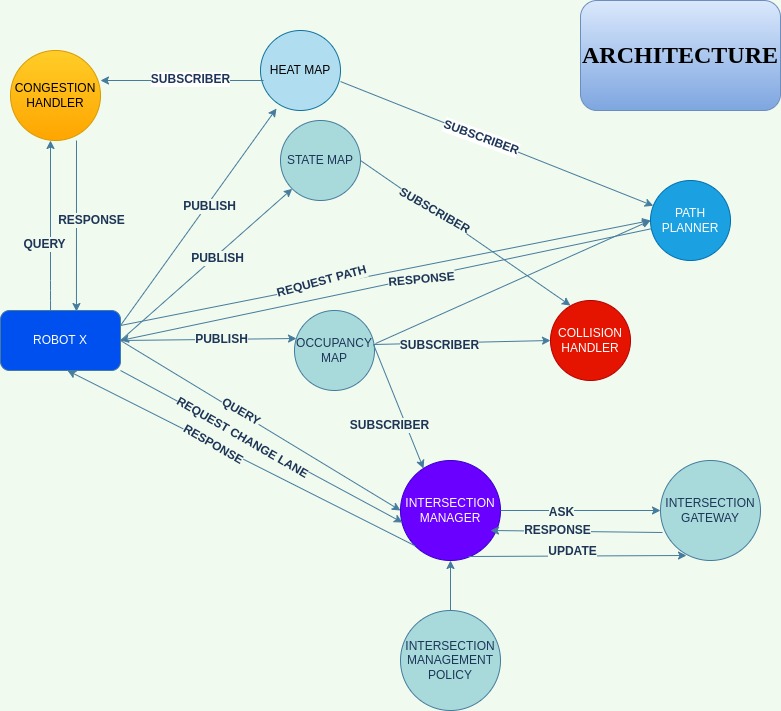 ARCHITECTURE
HEAT MAP
CONGESTION
HANDLER
SUBSCRIBER
SUBSCRIBER
STATE MAP
SUBSCRIBER
PUBLISH
RESPONSE
QUERY
PUBLISH
PATH
PLANNER
REQUEST PATH
RESPONSE
ROBOT X
PUBLISH
OCCUPANCY
MAP
SUBSCRIBER
COLLISION
HANDLER
QUERY
REQUEST CHANGE LANE
RESPONSE
SUBSCRIBER
INTERSECTION
MANAGER
ASK
RESPONSE
UPDATE
INTERSECTION
GATEWAY
INTERSECTION
MANAGEMENT
POLICY